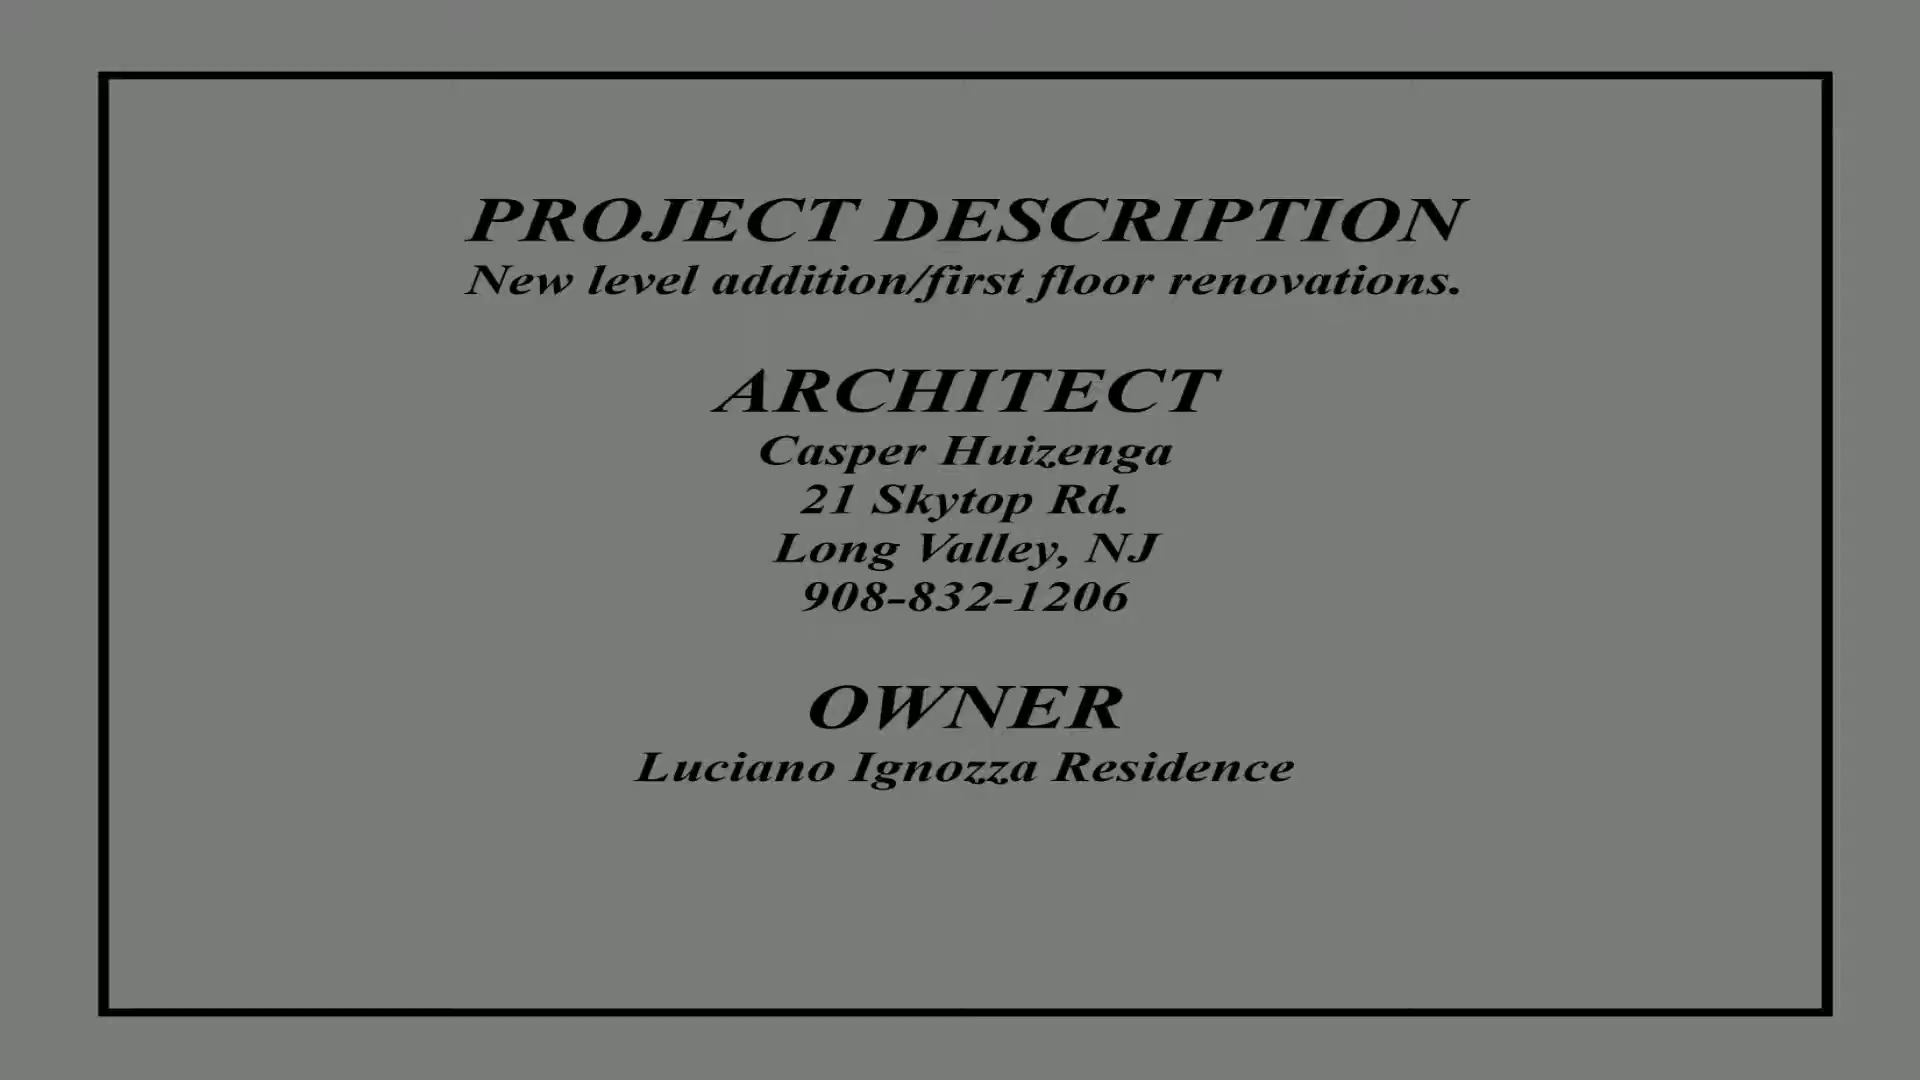 PROJECT DESCRIPTION
New level addition/first floor renovations.
ARCHITECT
Casper Huizenga
21 Skytop Rd.
Long Valley, NJ
908-832-1206
OWNER
Luciano Ignozza Residence